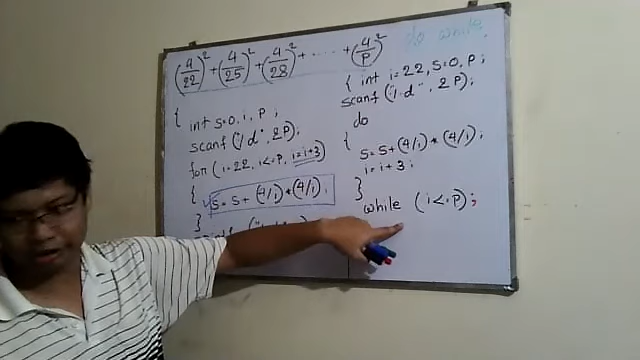 do while
(4/22)² + (4/25)² + (4/28)² + ...... + (4/P)²
{ int s=0, i, P ;
scanf ("%d", &P);
for (i=22, i<=P, i=i+3)
{ s = s + (4/i)*(4/i);
}
{ int i=22, s=0, P ;
scanf ("%d", &P);
do
{
s = s + (4/i) * (4/i) ;
i = i+3 ;
}
while (i<=P);